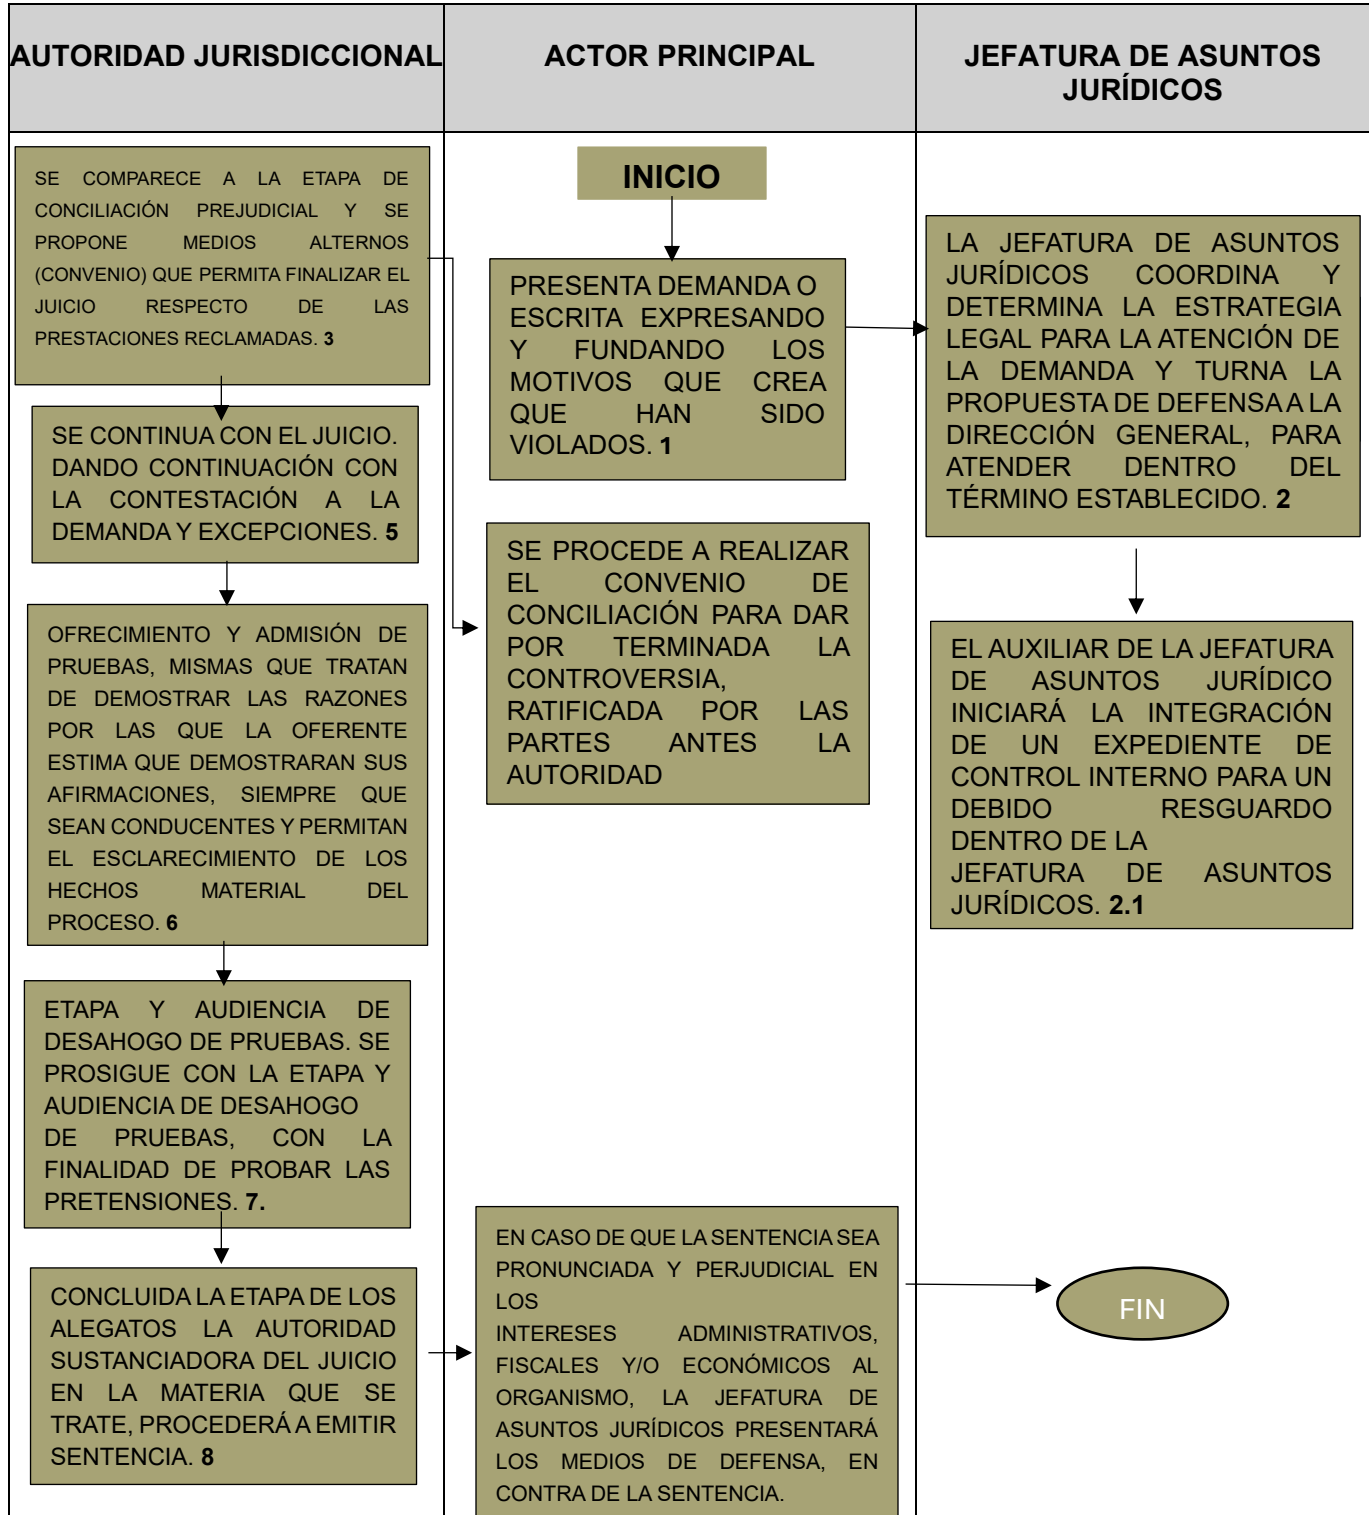 AUTORIDAD JURISDICCIONAL
ACTOR PRINCIPAL
JEFATURA DE ASUNTOS
JURÍDICOS
SE COMPARECE A LA ETAPA DE
CONCILIACIÓN PREJUDICIAL Y SE
PROPONE MEDIOS ALTERNOS
(CONVENIO) QUE PERMITA FINALIZAR EL
JUICIO RESPECTO DE LAS
PRESTACIONES RECLAMADAS. 3
SE CONTINUA CON EL JUICIO.
DANDO CONTINUACIÓN CON
LA CONTESTACIÓN A LA
DEMANDA Y EXCEPCIONES. 5
OFRECIMIENTO Y ADMISIÓN DE
PRUEBAS, MISMAS QUE TRATAN
DE DEMOSTRAR LAS RAZONES
POR LAS QUE LA OFERENTE
ESTIMA QUE DEMOSTRARAN SUS
AFIRMACIONES, SIEMPRE QUE
SEAN CONDUCENTES Y PERMITAN
EL ESCLARECIMIENTO DE LOS
HECHOS MATERIAL DEL
PROCESO. 6
ETAPA Y AUDIENCIA DE
DESAHOGO DE PRUEBAS. SE
PROSIGUE CON LA ETAPA Y
AUDIENCIA DE DESAHOGO
DE PRUEBAS, CON LA
FINALIDAD DE PROBAR LAS
PRETENSIONES. 7.
CONCLUIDA LA ETAPA DE LOS
ALEGATOS LA AUTORIDAD
SUSTANCIADORA DEL JUICIO
EN LA MATERIA QUE SE
TRATE, PROCEDERÁ A EMITIR
SENTENCIA. 8
INICIO
PRESENTA DEMANDA O
ESCRITA EXPRESANDO
Y FUNDANDO LOS
MOTIVOS QUE CREA
QUE HAN SIDO
VIOLADOS. 1
SE PROCEDE A REALIZAR
EL CONVENIO DE
CONCILIACIÓN PARA DAR
POR TERMINADA LA
CONTROVERSIA,
RATIFICADA POR LAS
PARTES ANTES LA
AUTORIDAD
EN CASO DE QUE LA SENTENCIA SEA
PRONUNCIADA Y PERJUDICIAL EN
LOS
INTERESES ADMINISTRATIVOS,
FISCALES Y/O ECONÓMICOS AL
ORGANISMO, LA JEFATURA DE
ASUNTOS JURÍDICOS PRESENTARÁ
LOS MEDIOS DE DEFENSA, EN
CONTRA DE LA SENTENCIA.
LA JEFATURA DE ASUNTOS
JURÍDICOS COORDINA Y
DETERMINA LA ESTRATEGIA
LEGAL PARA LA ATENCIÓN DE
LA DEMANDA Y TURNA LA
PROPUESTA DE DEFENSA A LA
DIRECCIÓN GENERAL, PARA
ATENDER DENTRO DEL
TÉRMINO ESTABLECIDO. 2
EL AUXILIAR DE LA JEFATURA
DE ASUNTOS JURÍDICO
INICIARÁ LA INTEGRACIÓN
DE UN EXPEDIENTE DE
CONTROL INTERNO PARA UN
DEBIDO RESGUARDO
DENTRO DE LA
JEFATURA DE ASUNTOS
JURÍDICOS. 2.1
FIN